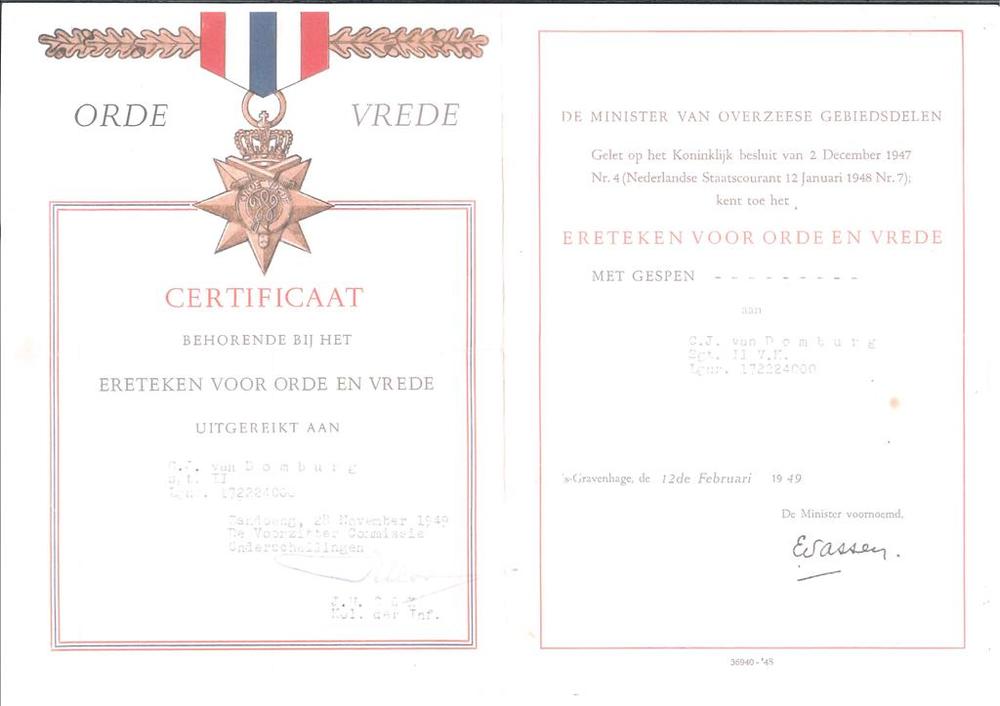 ORDE VREDE
ORDE VREDE
CERTIFICAAT
BEHORENDE BIJ HET
ERETEKEN VOOR ORDE EN VREDE
UITGEREIKT AAN
C.J. van D o m b u r g
Sgt. II
Lgnr. 172224000
Bandoeng, 28 November 1949
De Voorzitter Commissie
Onderscheidingen
Kol. der Inf.
DE MINISTER VAN OVERZEESE GEBIEDSDELEN
Gelet op het Koninklijk besluit van 2 December 1947
Nr. 4 (Nederlandse Staatscourant 12 Januari 1948 Nr. 7);
kent toe het
ERETEKEN VOOR ORDE EN VREDE
MET GESPEN - - - - - - - - -
aan
C.J. van D o m b u r g
Sgt. II V.K.
Lgnr. 172224000
's-Gravenhage, de 12de Februari 1949
De Minister voornoemd,
36940-'48